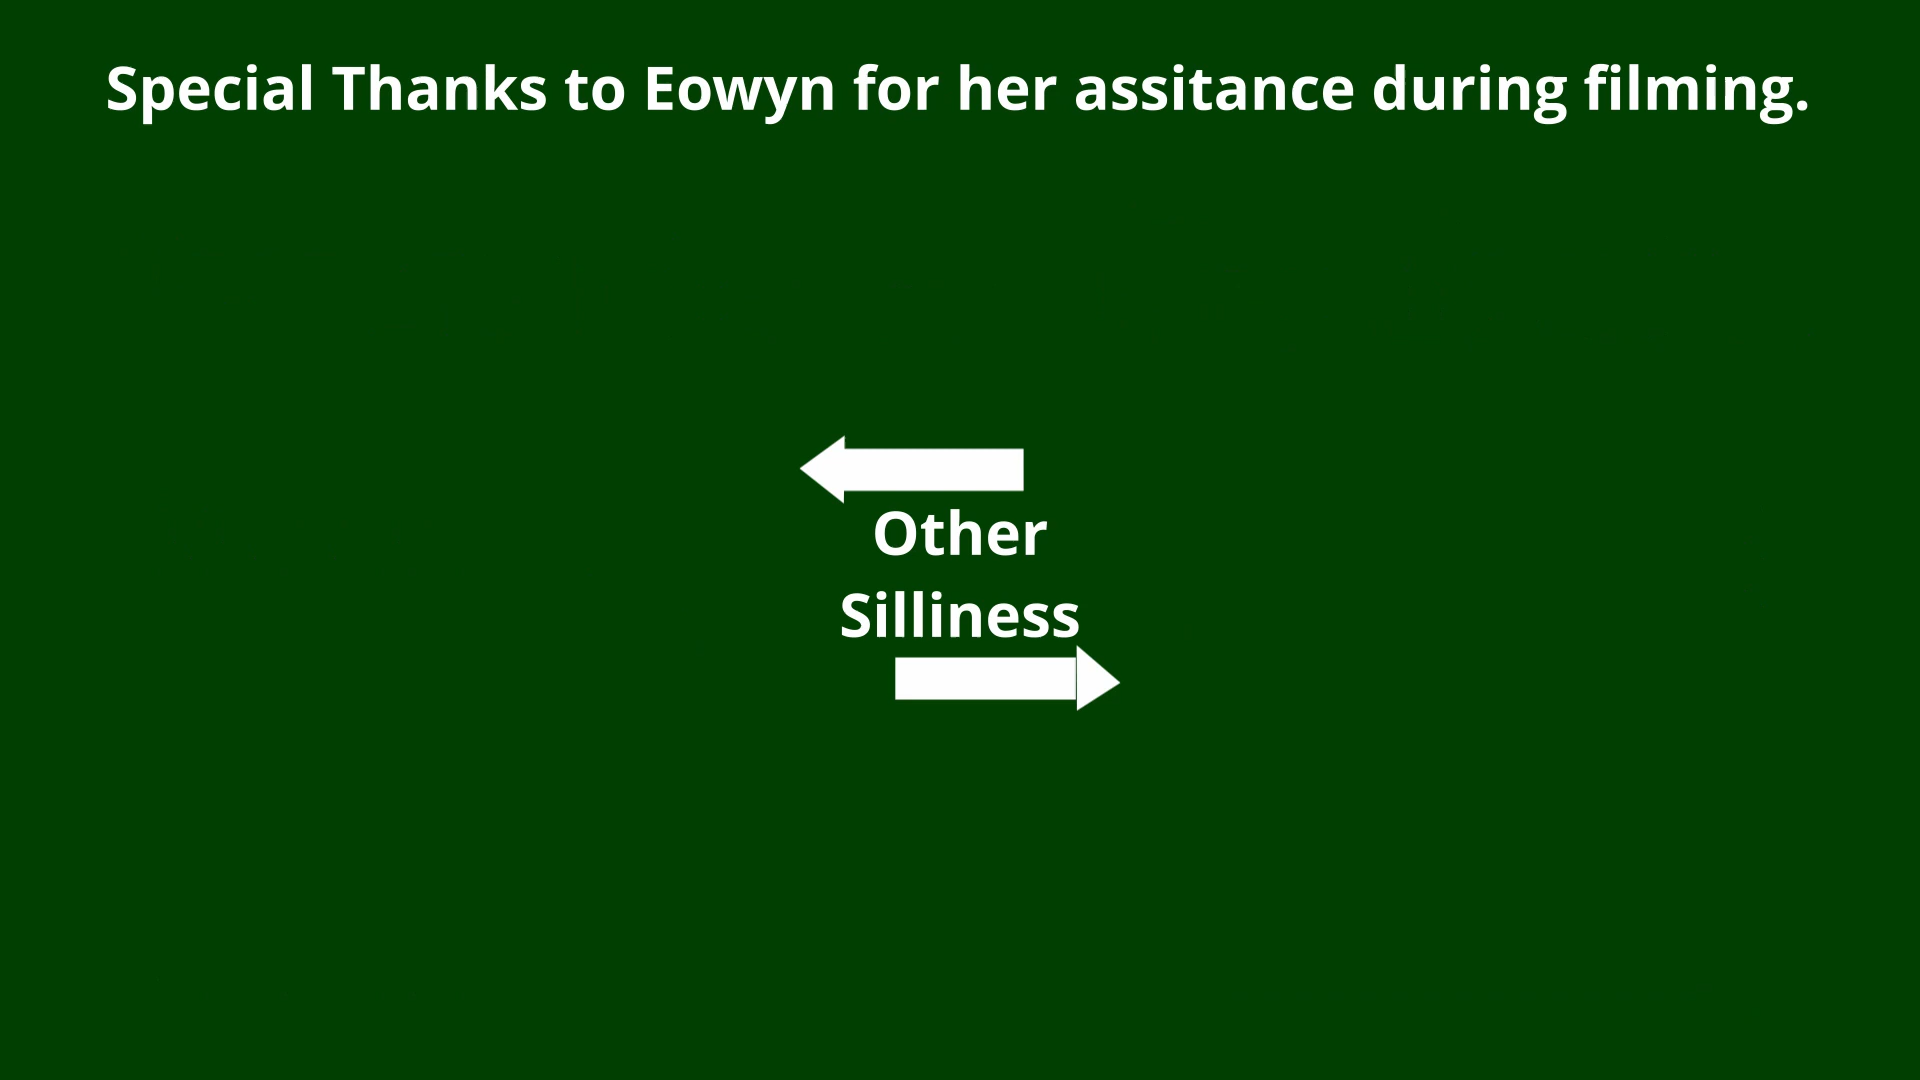 Special Thanks to Eowyn for her assitance during filming.
Other
Silliness